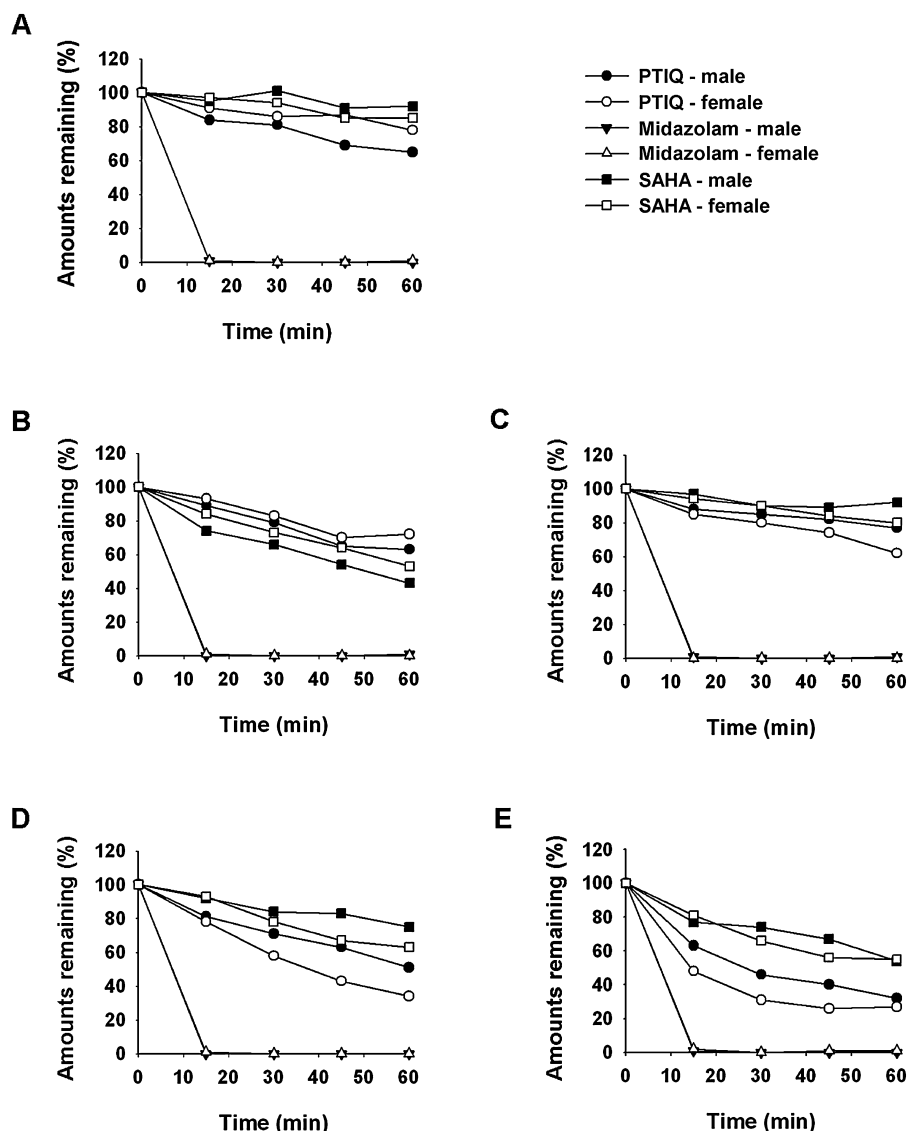 A
Amounts remaining (%)
120
100
80
60
40
20
0
0 10 20 30 40 50 60
Time (min)
PTIQ - male
PTIQ - female
Midazolam - male
Midazolam - female
SAHA - male
SAHA - female
B
Amounts remaining (%)
120
100
80
60
40
20
0
0 10 20 30 40 50 60
Time (min)
C
Amounts remaining (%)
120
100
80
60
40
20
0
0 10 20 30 40 50 60
Time (min)
D
Amounts remaining (%)
120
100
80
60
40
20
0
0 10 20 30 40 50 60
Time (min)
E
Amounts remaining (%)
120
100
80
60
40
20
0
0 10 20 30 40 50 60
Time (min)